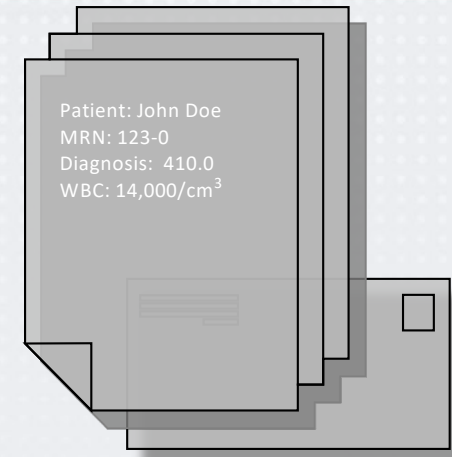 Patient: John Doe
MRN: 123-0
Diagnosis:  410.0
WBC: 14,000/cm³